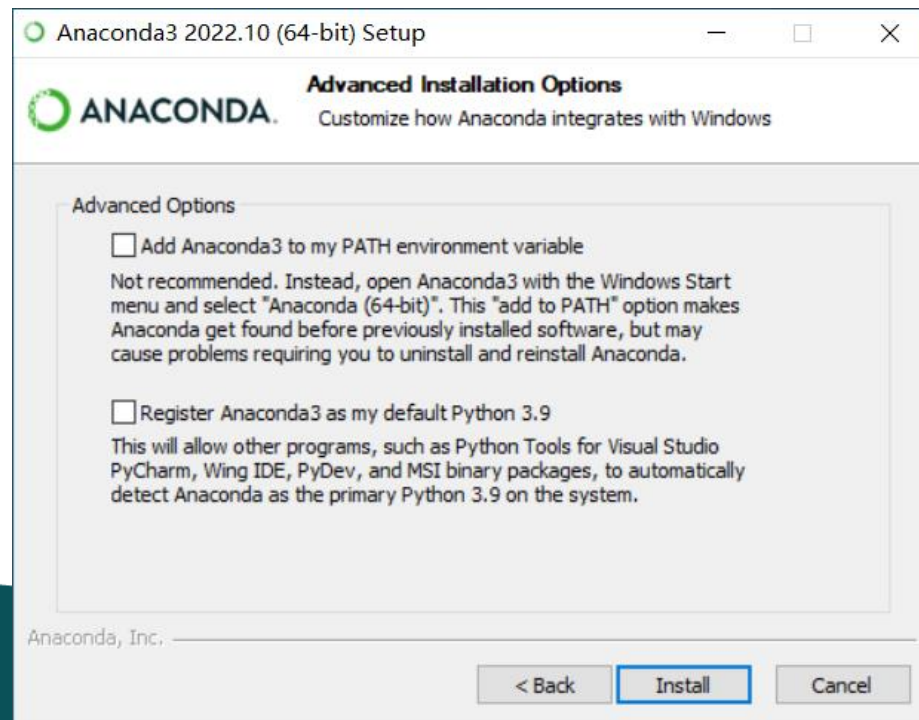 Anaconda3 2022.10 (64-bit) Setup
ANACONDA.
Advanced Installation Options
Customize how Anaconda integrates with Windows
Advanced Options
Add Anaconda3 to my PATH environment variable
Not recommended. Instead, open Anaconda3 with the Windows Start
menu and select "Anaconda (64-bit)". This "add to PATH" option makes
Anaconda get found before previously installed software, but may
cause problems requiring you to uninstall and reinstall Anaconda.
Register Anaconda3 as my default Python 3.9
This will allow other programs, such as Python Tools for Visual Studio
PyCharm, Wing IDE, PyDev, and MSI binary packages, to automatically
detect Anaconda as the primary Python 3.9 on the system.
Anaconda, Inc.
< Back
Install
Cancel